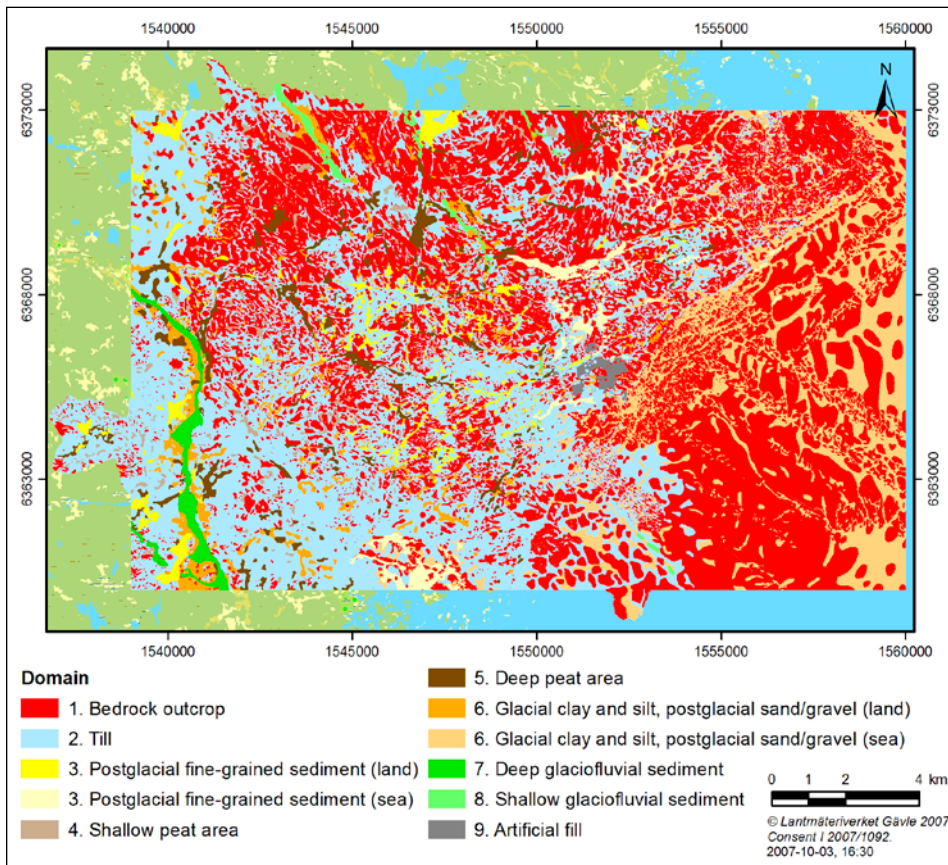 1540000 1545000 1550000 1555000 1560000
N
6373000 6373000
6368000 6368000
6363000 6363000
1540000 1545000 1550000 1555000 1560000
Domain
1. Bedrock outcrop
2. Till
3. Postglacial fine-grained sediment (land)
3. Postglacial fine-grained sediment (sea)
4. Shallow peat area
5. Deep peat area
6. Glacial clay and silt, postglacial sand/gravel (land)
6. Glacial clay and silt, postglacial sand/gravel (sea)
7. Deep glaciofluvial sediment
8. Shallow glaciofluvial sediment
9. Artificial fill
0 1 2 4 km
© Lantmäteriverket Gävle 2007
Consent I 2007/1092.
2007-10-03, 16:30